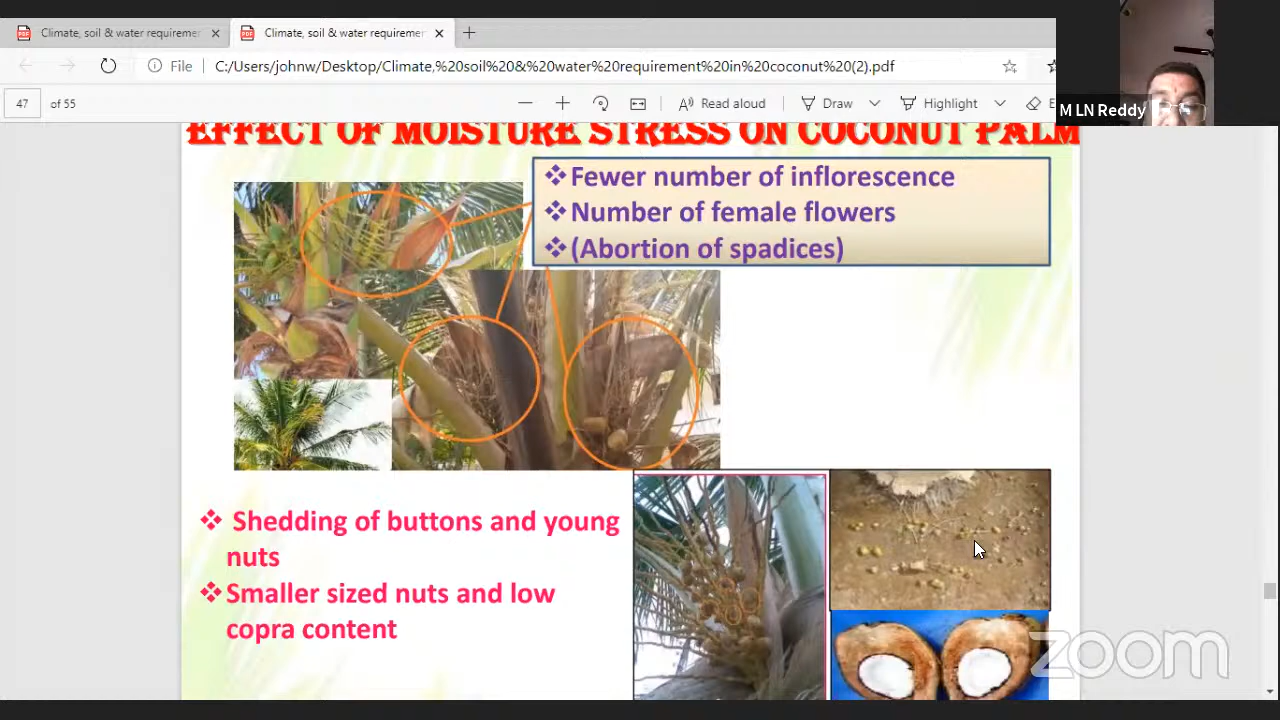 Climate, soil & water requiremer
Climate, soil & water requiremer
File C:/Users/johnw/Desktop/Climate,%20soil%20&%20water%20requirement%20in%20coconut%20(2).pdf
47 of 55 Read aloud Draw Highlight E
M LN Reddy
EFFECT OF MOISTURE STRESS ON COCONUT PALM
❖Fewer number of inflorescence
❖Number of female flowers
❖(Abortion of spadices)
❖ Shedding of buttons and young
nuts
❖Smaller sized nuts and low
copra content
zoom